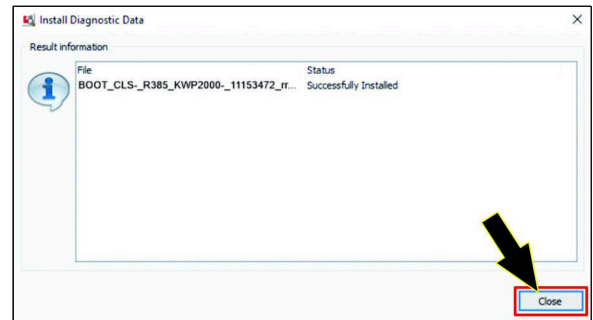 Install Diagnostic Data
Result information
File Status
BOOT_CLS-_R385_KWP2000-_11153472_rr... Successfully Installed
Close